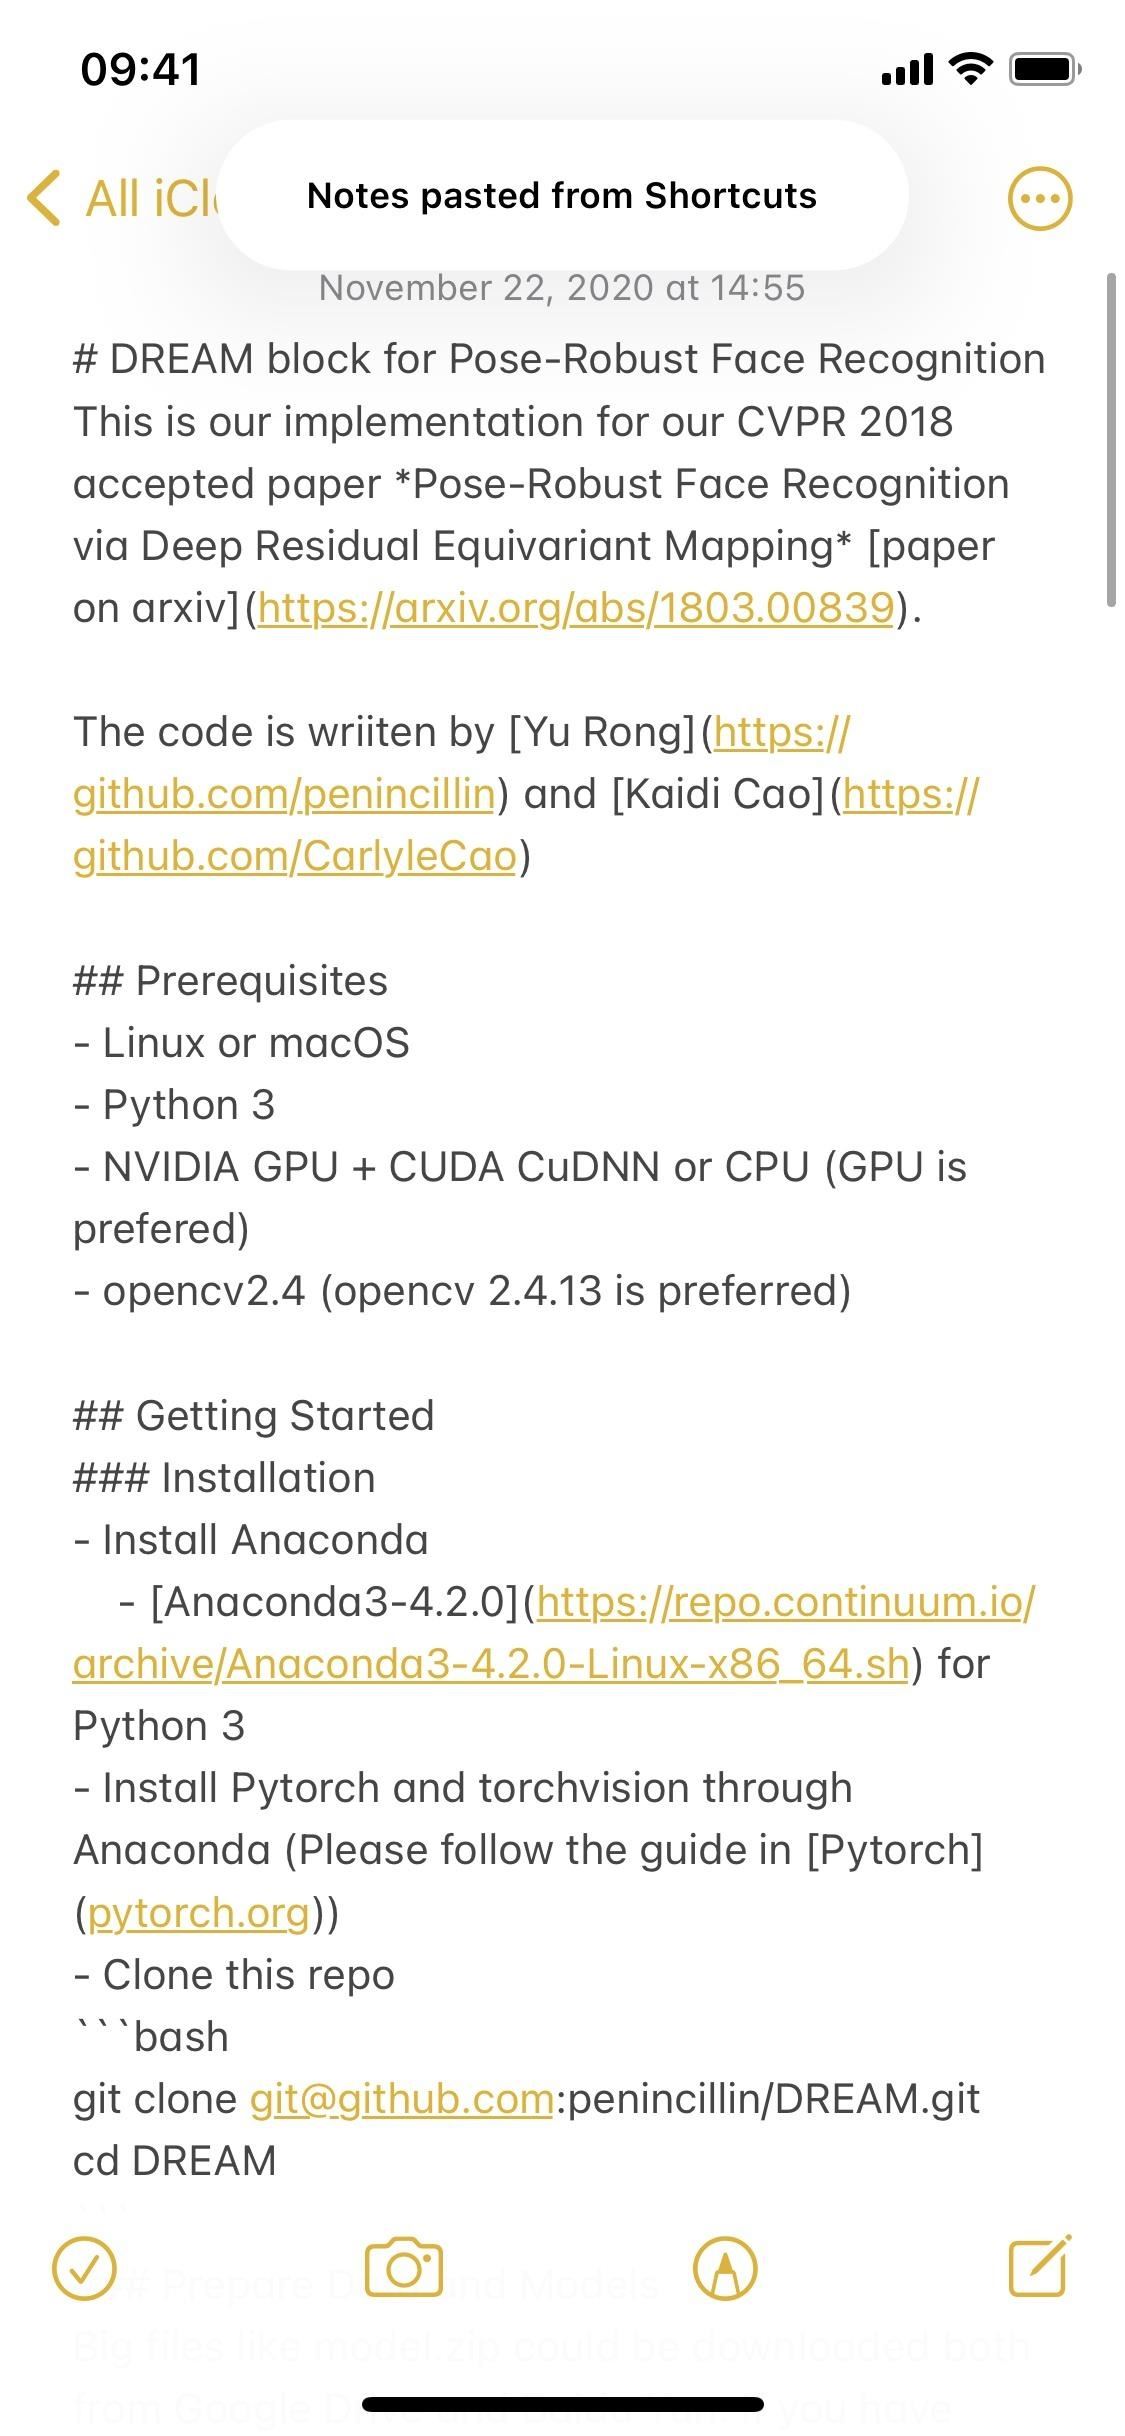 09:41
All iCl
Notes pasted from Shortcuts
November 22, 2020 at 14:55
# DREAM block for Pose-Robust Face Recognition
This is our implementation for our CVPR 2018
accepted paper *Pose-Robust Face Recognition
via Deep Residual Equivariant Mapping* [paper
on arxiv](https://arxiv.org/abs/1803.00839).
The code is wriiten by [Yu Rong](https://
github.com/penincillin) and [Kaidi Cao](https://
github.com/CarlyleCao)
## Prerequisites
- Linux or macOS
- Python 3
- NVIDIA GPU + CUDA CuDNN or CPU (GPU is
prefered)
- opencv2.4 (opencv 2.4.13 is preferred)
## Getting Started
### Installation
- Install Anaconda
- [Anaconda3-4.2.0](https://repo.continuum.io/
archive/Anaconda3-4.2.0-Linux-x86_64.sh) for
Python 3
- Install Pytorch and torchvision through
Anaconda (Please follow the guide in [Pytorch]
(pytorch.org))
- Clone this repo
```bash
git clone git@github.com:penincillin/DREAM.git
cd DREAM
```
# Prepare and Models
Big files like model.zip could be downloaded both
from Google you have